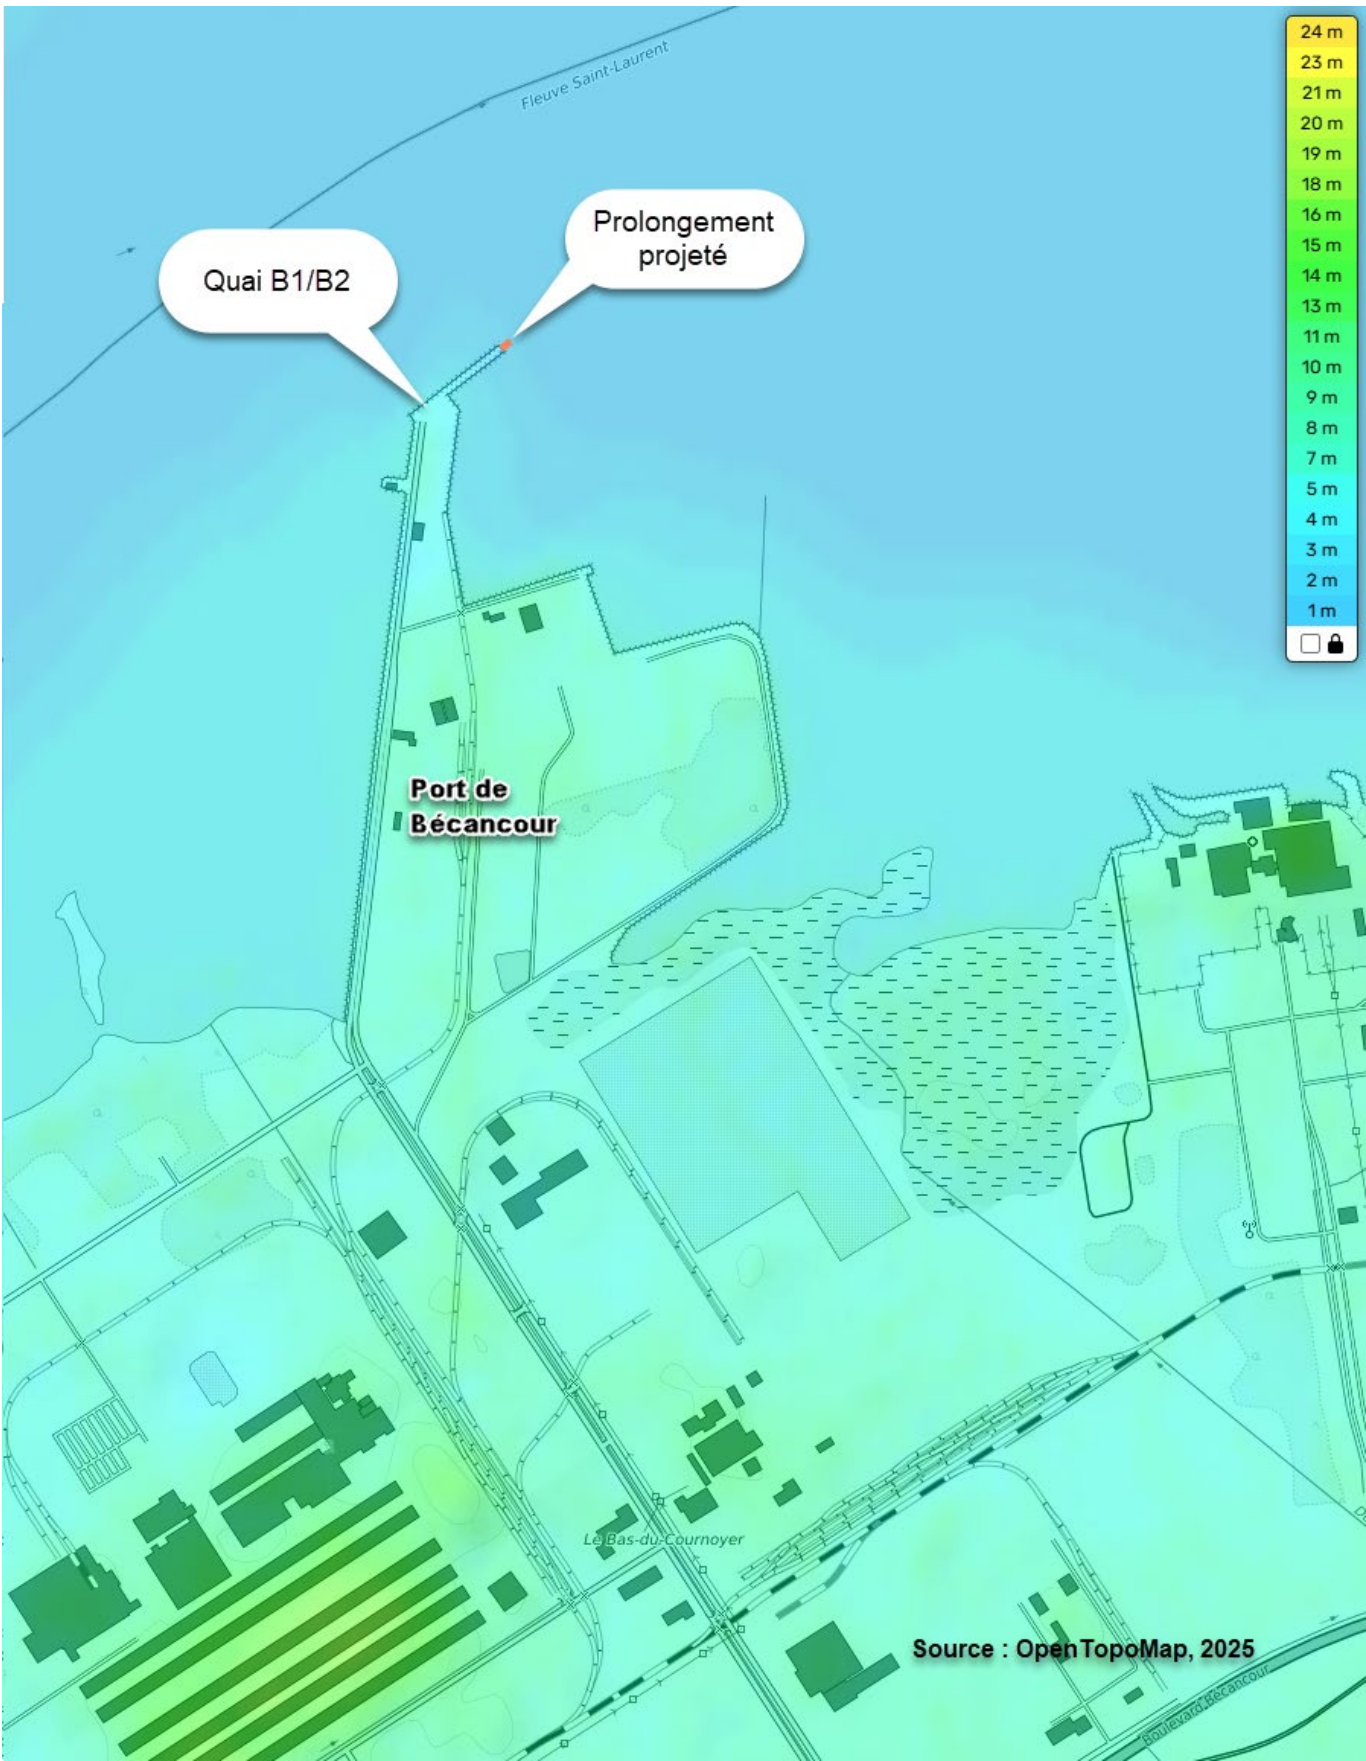 Fleuve Saint-Laurent
Prolongement
projeté
Quai B1/B2
24 m
23 m
21 m
20 m
19 m
18 m
16 m
15 m
14 m
13 m
11 m
10 m
9 m
8 m
7 m
5 m
4 m
3 m
2 m
1 m
Port de
Bécancour
Le Bas-du-Cournoyer
Source : OpenTopoMap, 2025
Boulevard Bécancour